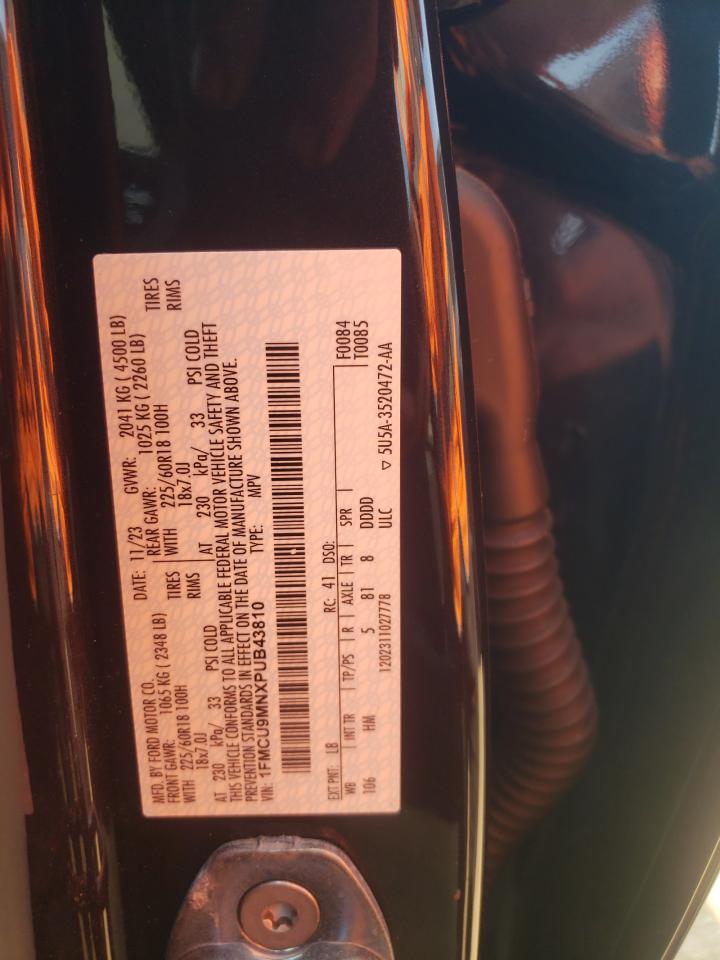 MFD. BY FORD MOTOR CO. DATE: 11/23 GVWR: 2041 KG ( 4500 LB)
FRONT GAWR: 1065 KG ( 2348 LB) REAR GAWR: 1025 KG ( 2260 LB)
WITH 225/60R18 100H TIRES WITH 225/60R18 100H TIRES
18x7.0J RIMS 18x7.0J RIMS
AT 230 kPa/ 33 PSI COLD AT 230 kPa/ 33 PSI COLD
THIS VEHICLE CONFORMS TO ALL APPLICABLE FEDERAL MOTOR VEHICLE SAFETY AND THEFT
PREVENTION STANDARDS IN EFFECT ON THE DATE OF MANUFACTURE SHOWN ABOVE.
VIN: 1FMCU9MNXPUB43810 TYPE: MPV
EXT PNT: LB RC: 41 DSO: F0084
WB INT TR TP/PS R AXLE TR SPR T0085
106 HM 5 81 8 DDDD
1202311027778 ULC ▽ 5U5A-3520472-AA